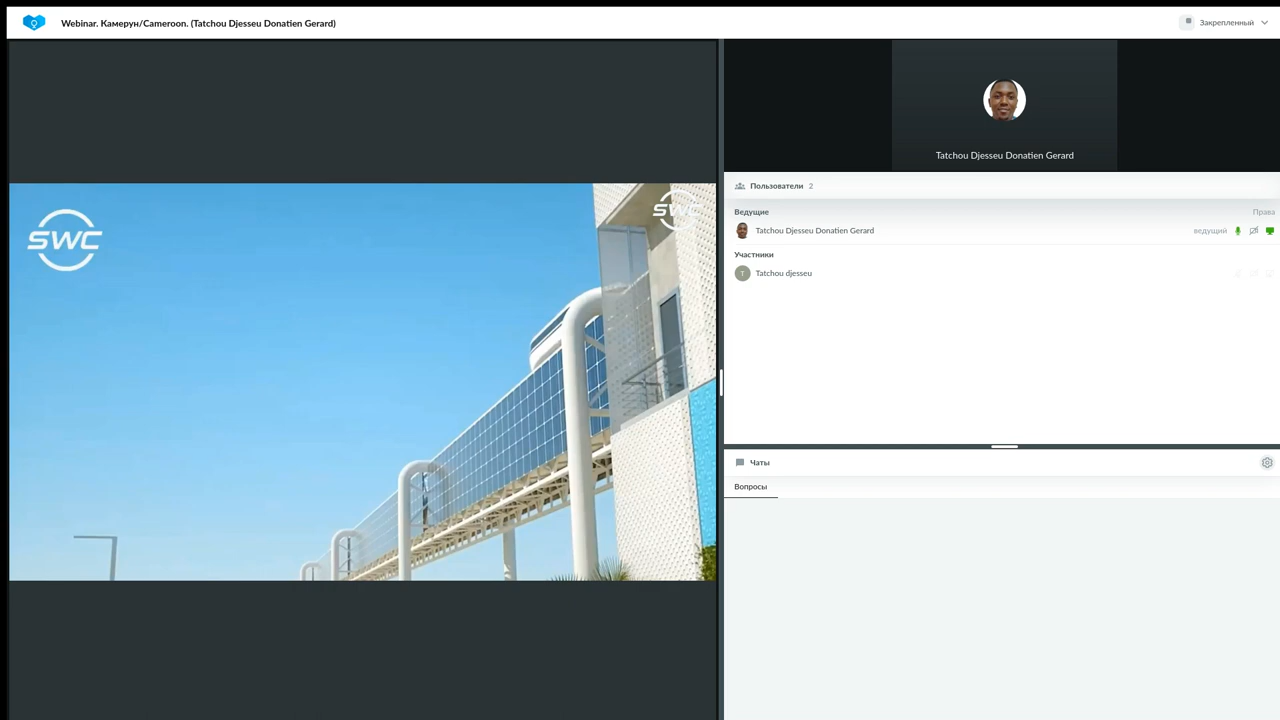 Webinar. Камерун/Cameroon. (Tatchou Djesseu Donatien Gerard)
Закрепленный
SWC
SWC
Tatchou Djesseu Donatien Gerard
Пользователи 2
Ведущие Права
Tatchou Djesseu Donatien Gerard ведущий
Участники
T Tatchou djesseu
Чаты
Вопросы